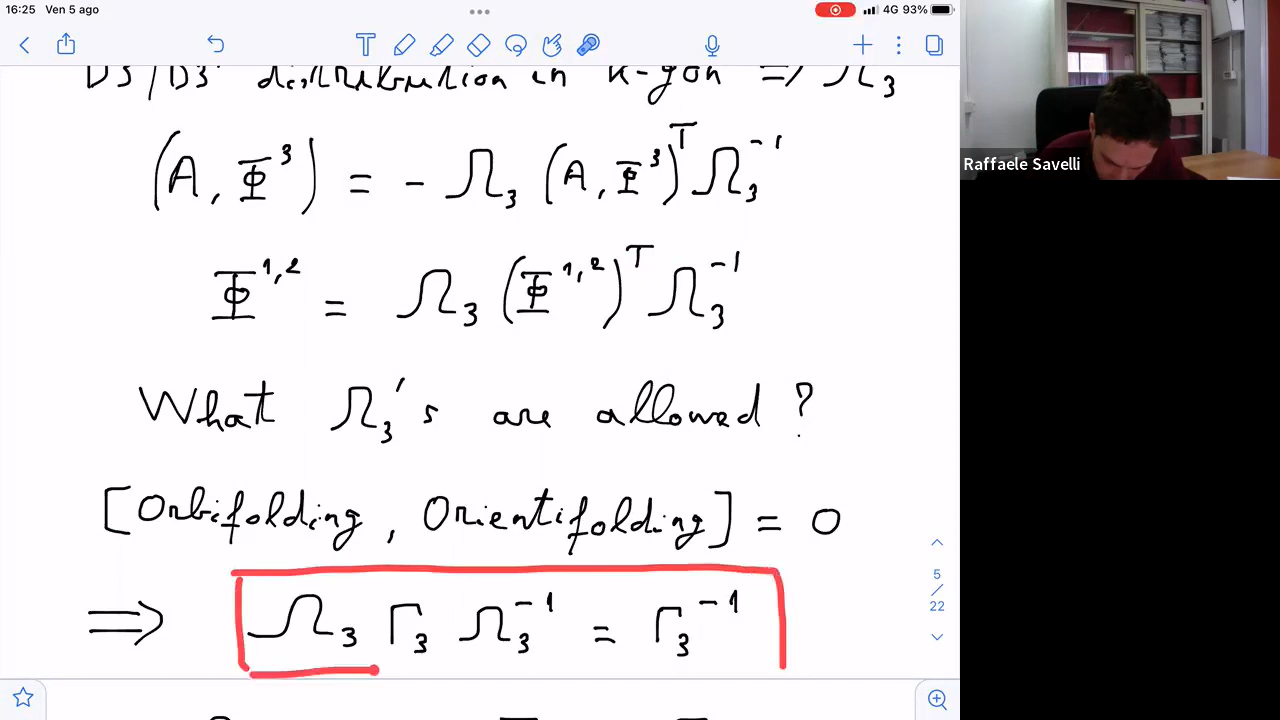 16:25 Ven 5 ago
4G 93%
distribution in k-gon => Ω₃
(A, Φ³) = - Ω₃ (A, Φ³)ᵀ Ω₃⁻¹
Φ¹,² = Ω₃ (Φ¹,²)ᵀ Ω₃⁻¹
What Ω₃'s are allowed ?
[Orbifolding, Orientifolding] = 0
=> Ω₃ Γ₃ Ω₃⁻¹ = Γ₃⁻¹
5
/
22
Raffaele Savelli